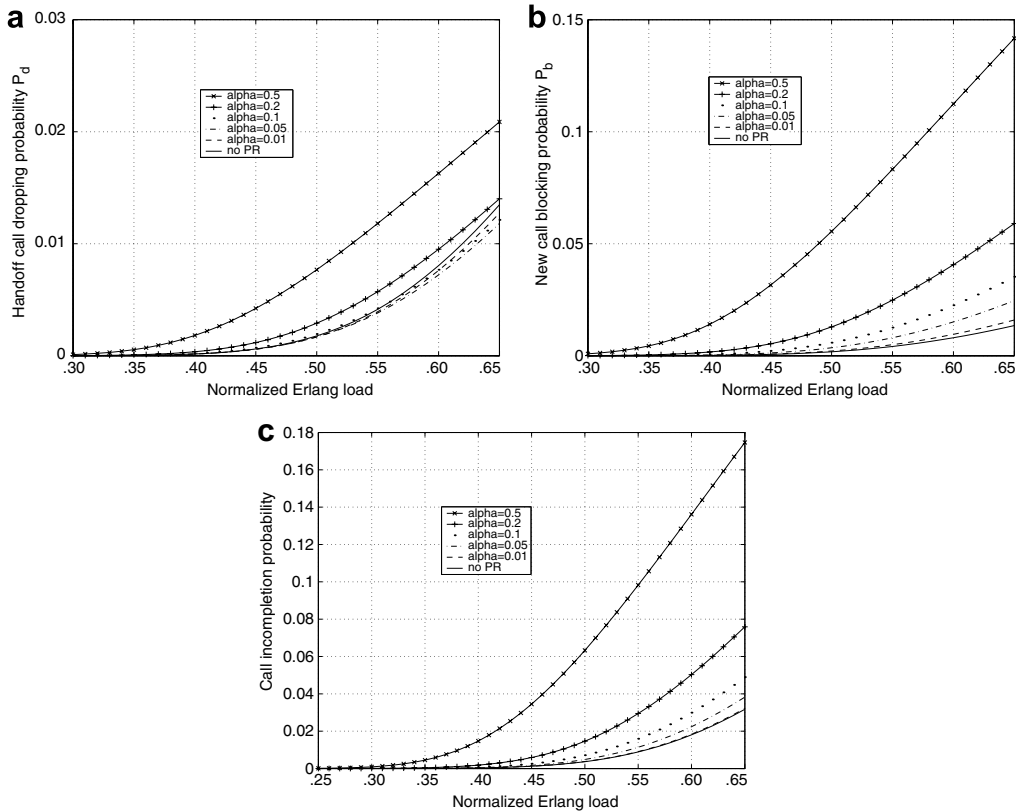 a
0.03
0.02
0.01
0
Handoff call dropping probability Pd
alpha=0.5
alpha=0.2
alpha=0.1
alpha=0.05
alpha=0.01
no PR
.30 .35 .40 .45 .50 .55 .60 .65
Normalized Erlang load
b
0.15
0.10
0.05
0
New call blocking probability Pb
alpha=0.5
alpha=0.2
alpha=0.1
alpha=0.05
alpha=0.01
no PR
.30 .35 .40 .45 .50 .55 .60 .65
Normalized Erlang load
c
0.18
0.16
0.14
0.12
0.1
0.08
0.06
0.04
0.02
0
Call incompletion probability
alpha=0.5
alpha=0.2
alpha=0.1
alpha=0.05
alpha=0.01
no PR
.25 .30 .35 .40 .45 .50 .55 .60 .65
Normalized Erlang load